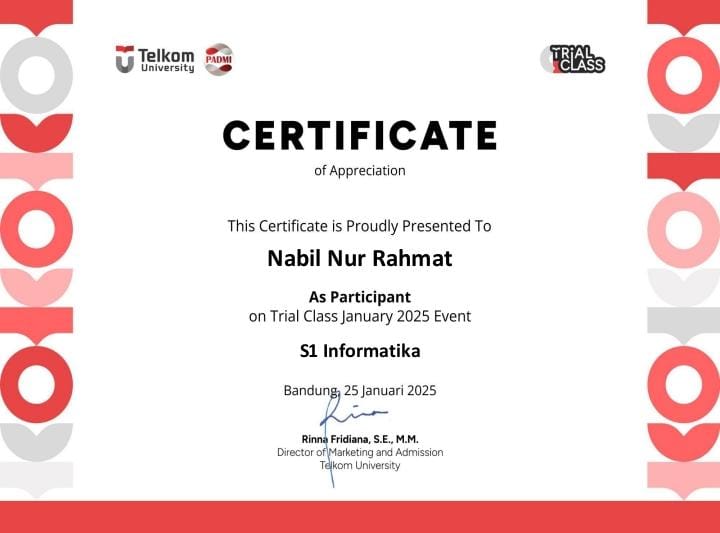 Telkom
University
PADMI
TRIAL
CLASS
CERTIFICATE
of Appreciation
This Certificate is Proudly Presented To
Nabil Nur Rahmat
As Participant
on Trial Class January 2025 Event
S1 Informatika
Bandung, 25 Januari 2025
Rinna Fridiana, S.E., M.M.
Director of Marketing and Admission
Telkom University